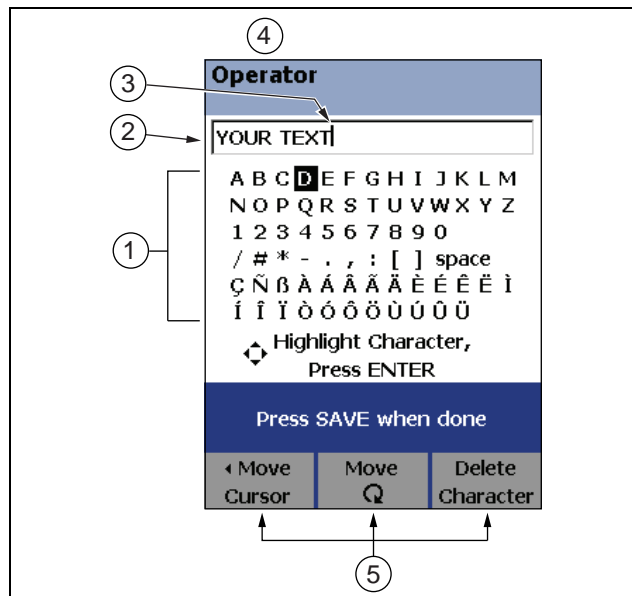 4
Operator
3
2
YOUR TEXT
A B C D E F G H I J K L M
N O P Q R S T U V W X Y Z
1 2 3 4 5 6 7 8 9 0
1
/ # * - . , : [ ] space
Ç Ñ ß À Á Â Ã Ä È É Ê Ë Ì
Í Î Ï Ò Ó Ô Ö Ù Ú Û Ü
Highlight Character,
Press ENTER
Press SAVE when done
Move Cursor
Move
Delete Character
5